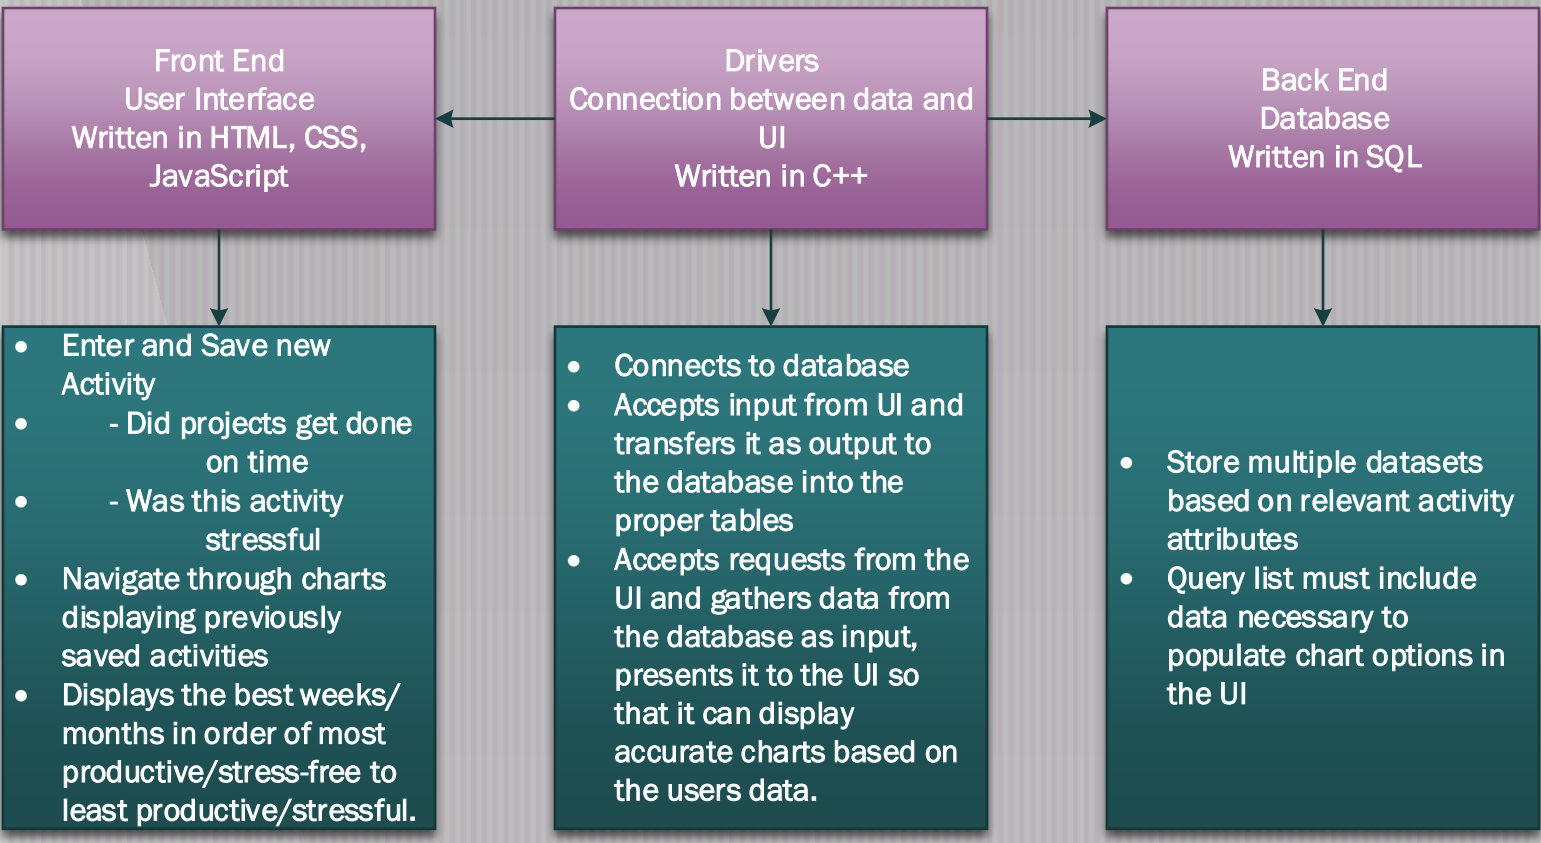 Front End
User Interface
Written in HTML, CSS,
JavaScript
Drivers
Connection between data and
UI
Written in C++
Back End
Database
Written in SQL
• Enter and Save new
Activity
• - Did projects get done
on time
• - Was this activity
stressful
• Navigate through charts
displaying previously
saved activities
• Displays the best weeks/
months in order of most
productive/stress-free to
least productive/stressful.
• Connects to database
• Accepts input from UI and
transfers it as output to
the database into the
proper tables
• Accepts requests from the
UI and gathers data from
the database as input,
presents it to the UI so
that it can display
accurate charts based on
the users data.
• Store multiple datasets
based on relevant activity
attributes
• Query list must include
data necessary to
populate chart options in
the UI